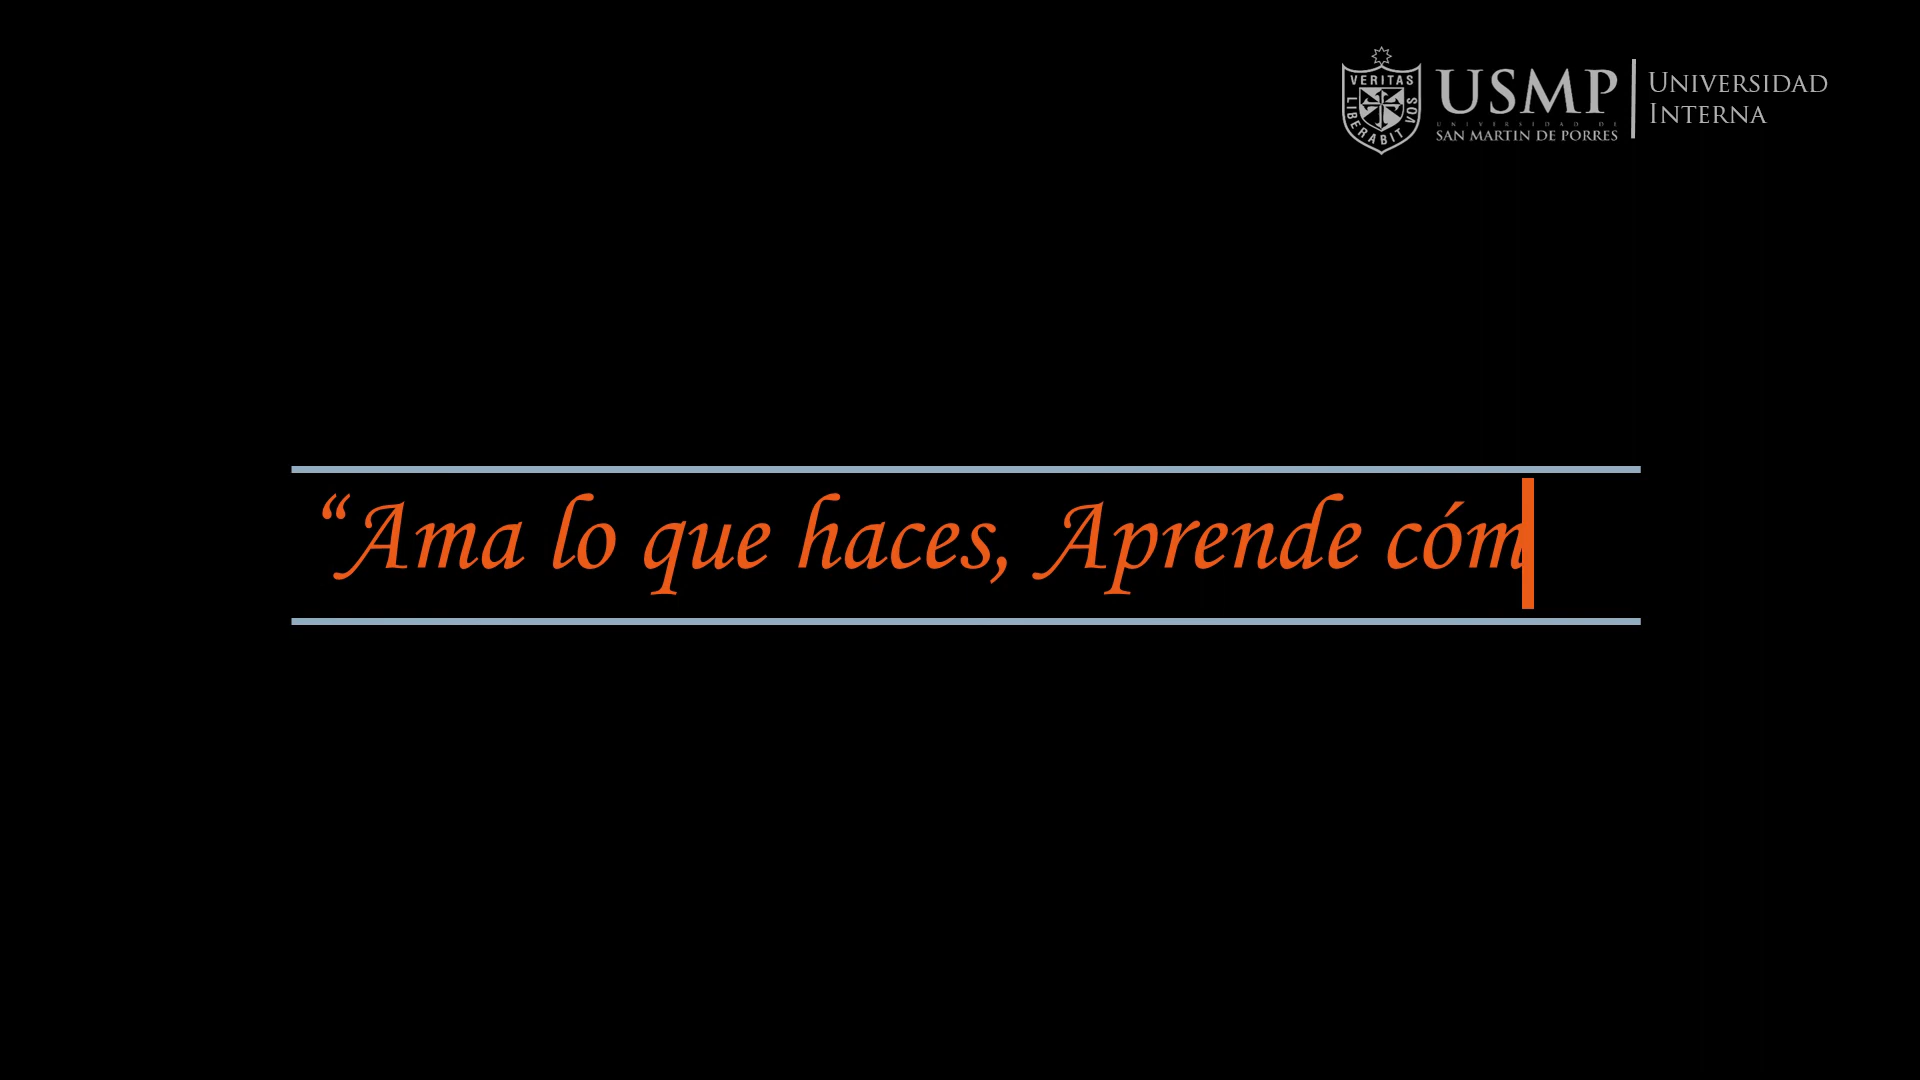 VERITAS LIBERABIT VOS
USMP
UNIVERSIDAD DE
SAN MARTIN DE PORRES
UNIVERSIDAD
INTERNA
“Ama lo que haces, Aprende cóm